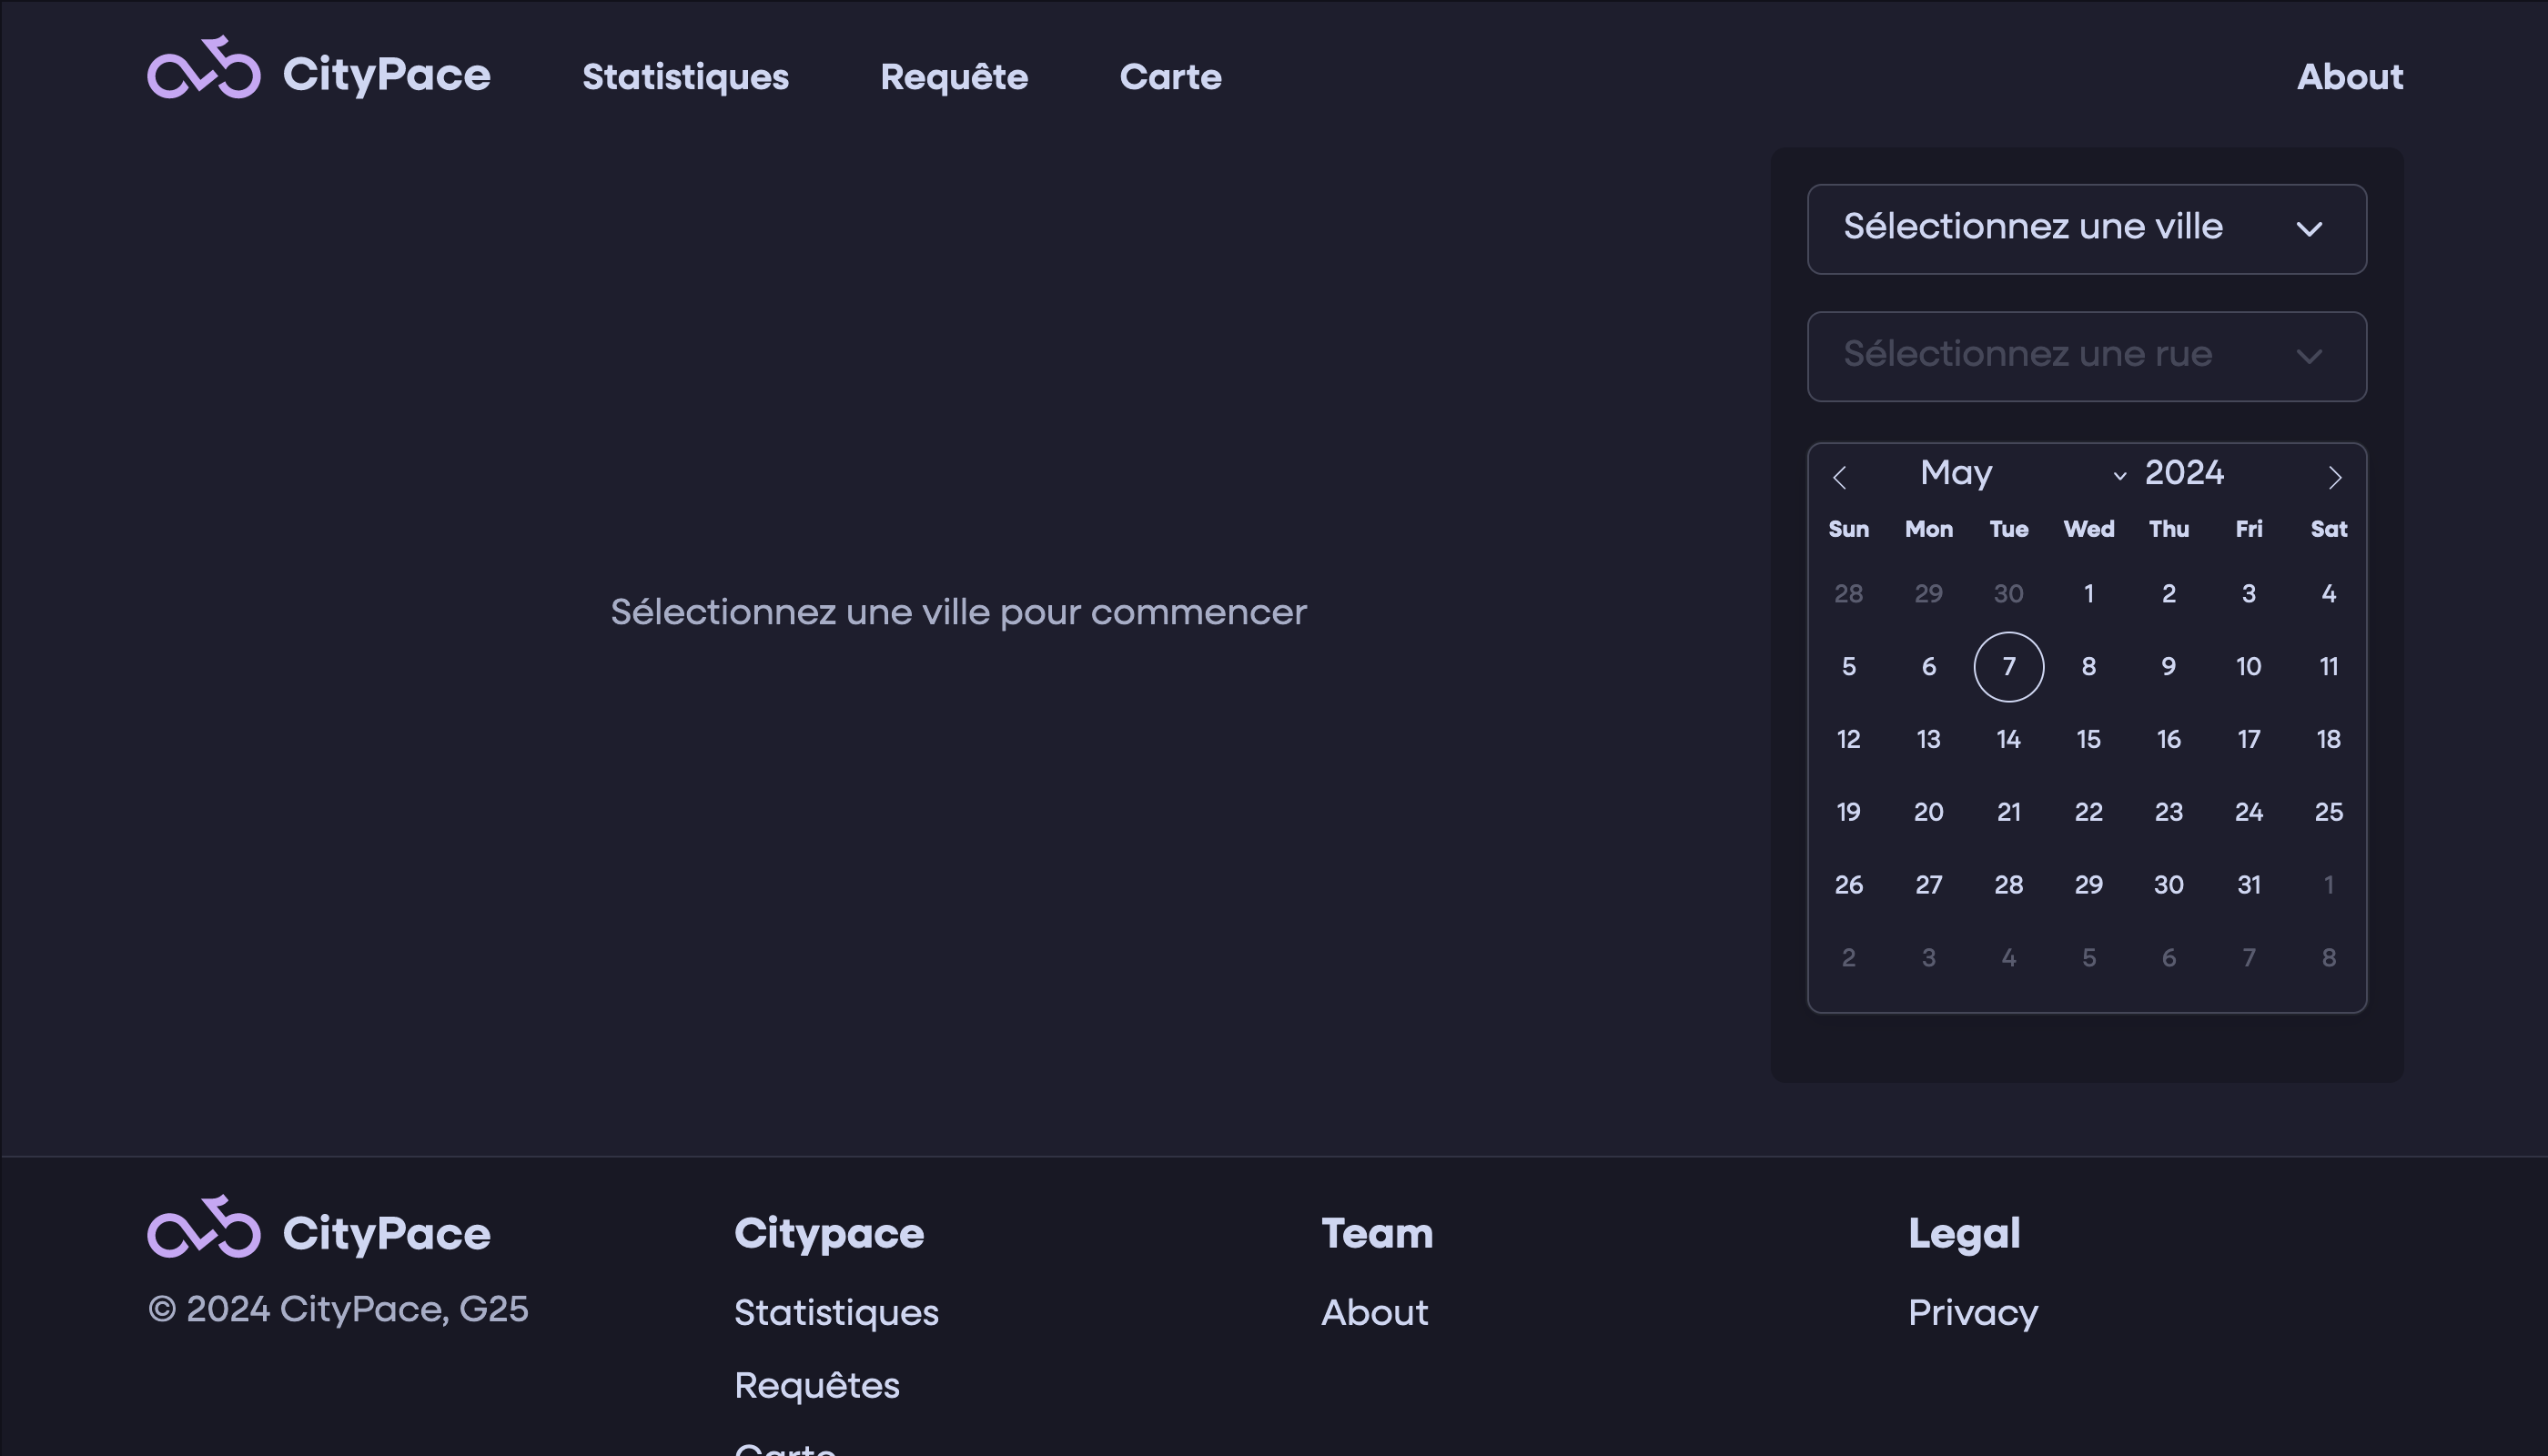 CityPace Statistiques Requête Carte About
Sélectionnez une ville
Sélectionnez une rue
May 2024
Sun Mon Tue Wed Thu Fri Sat
28 29 30 1 2 3 4
5 6 7 8 9 10 11
12 13 14 15 16 17 18
19 20 21 22 23 24 25
26 27 28 29 30 31 1
2 3 4 5 6 7 8
Sélectionnez une ville pour commencer
CityPace
© 2024 CityPace, G25
Citypace
Statistiques
Requêtes
Carte
Team
About
Legal
Privacy